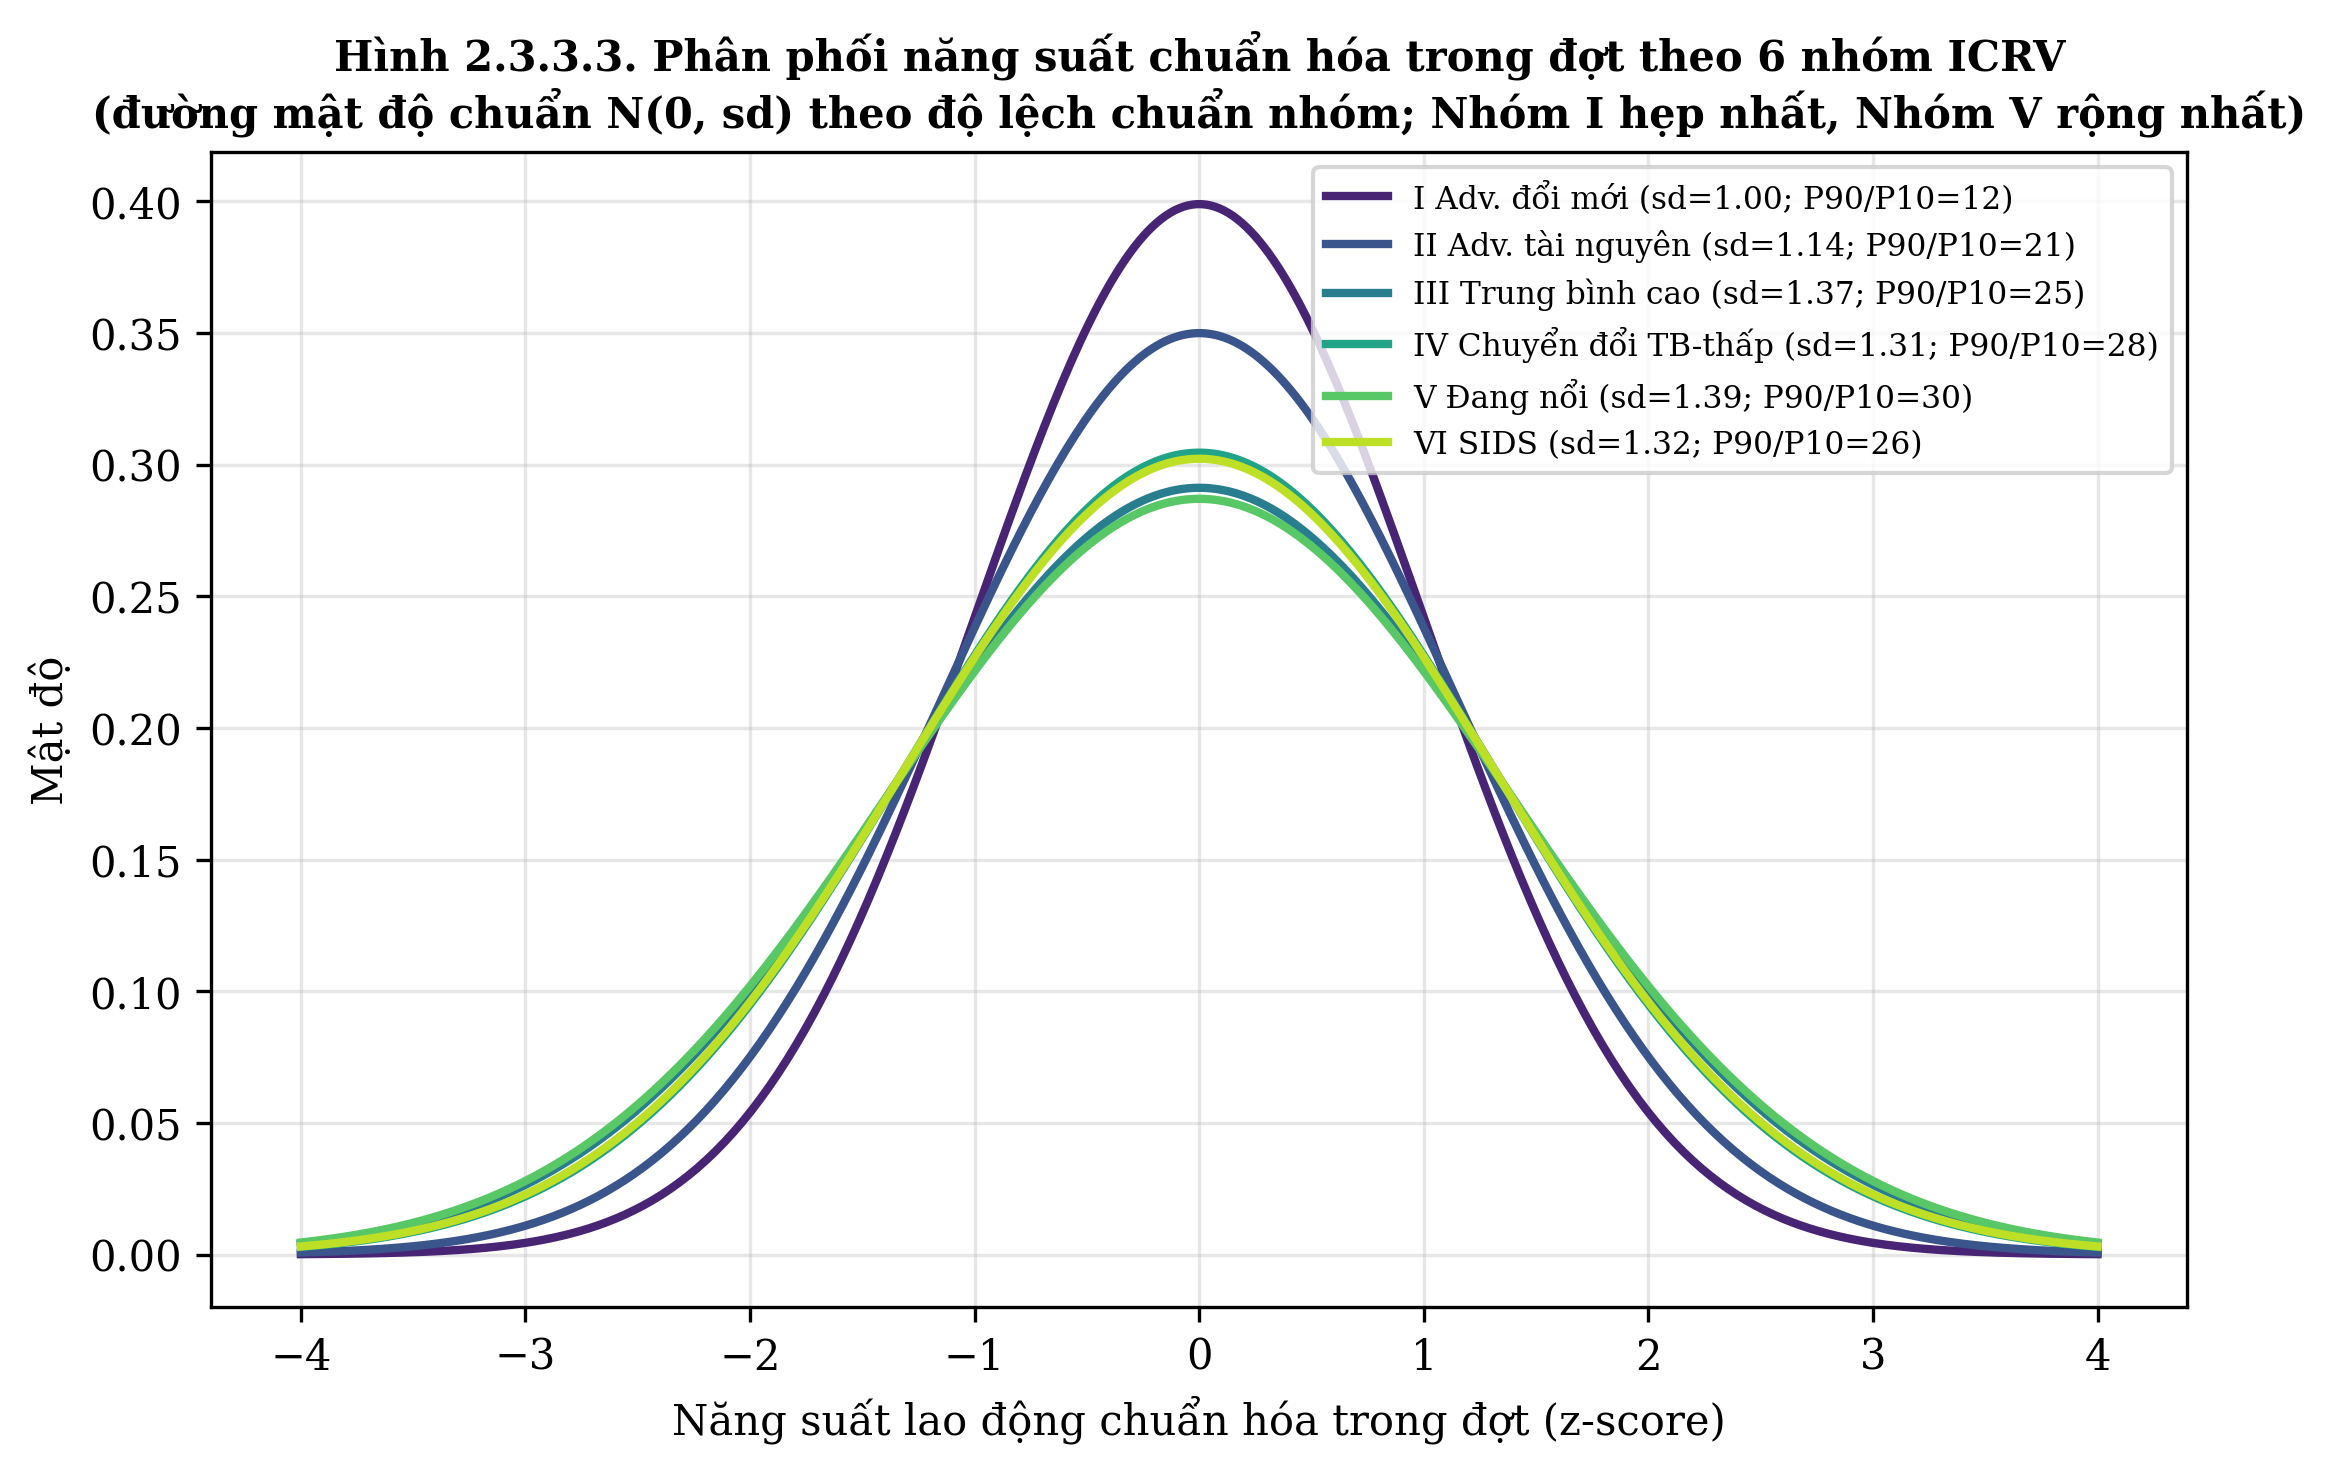 Hình 2.3.3.3. Phân phối năng suất chuẩn hóa trong đợt theo 6 nhóm ICRV
(đường mật độ chuẩn N(0, sd) theo độ lệch chuẩn nhóm; Nhóm I hẹp nhất, Nhóm V rộng nhất)
I Adv. đổi mới (sd=1.00; P90/P10=12)
II Adv. tài nguyên (sd=1.14; P90/P10=21)
III Trung bình cao (sd=1.37; P90/P10=25)
IV Chuyển đổi TB-thấp (sd=1.31; P90/P10=28)
V Đang nổi (sd=1.39; P90/P10=30)
VI SIDS (sd=1.32; P90/P10=26)
Mật độ
0.40
0.35
0.30
0.25
0.20
0.15
0.10
0.05
0.00
−4 −3 −2 −1 0 1 2 3 4
Năng suất lao động chuẩn hóa trong đợt (z-score)